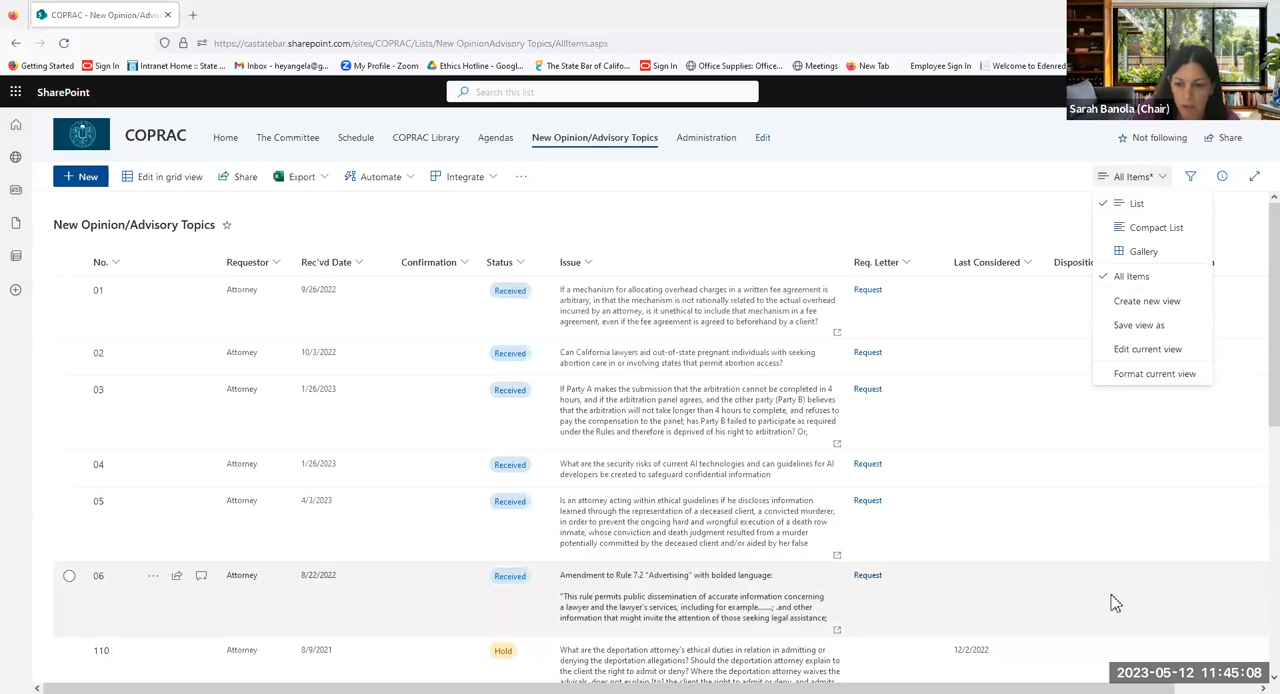 COPRAC - New Opinion/Advis
https://castatebar.sharepoint.com/sites/COPRAC/Lists/New OpinionAdvisory Topics/AllItems.aspx
Getting Started Sign In Intranet Home :: State ... Inbox - heyangela@g... My Profile - Zoom Ethics Hotline - Googl... The State Bar of Califo... Sign In Office Supplies: Offic... Meetings New Tab Employee Sign In Welcome to Edenred
Sarah Banola (Chair)
SharePoint
Search this list
COPRAC
Home The Committee Schedule COPRAC Library Agendas New Opinion/Advisory Topics Administration Edit
Not following Share
New Edit in grid view Share Export Automate Integrate ...
All Items*
List
Compact List
Gallery
All Items
Create new view
Save view as
Edit current view
Format current view
New Opinion/Advisory Topics
No. Requestor Rec'vd Date Confirmation Status Issue Req. Letter Last Considered Dispositi
01 Attorney 9/26/2022 Received Request
If a mechanism for allocating overhead charges in a written fee agreement is
arbitrary, in that the mechanism is not rationally related to the actual overhead
incurred by an attorney, is it unethical to include that mechanism in a fee
agreement, even if the fee agreement is agreed to beforehand by a client?
02 Attorney 10/3/2022 Received Request
Can California lawyers aid out-of-state pregnant individuals with seeking
abortion care in or involving states that permit abortion access?
03 Attorney 1/26/2023 Received Request
If Party A makes the submission that the arbitration cannot be completed in 4
hours, and if the arbitration panel agrees, and the other party (Party B) believes
that the arbitration will not take longer than 4 hours to complete, and refuses to
pay the compensation to the panel; has Party B failed to participate as required
under the Rules and therefore is deprived of his right to arbitration? Or,
04 Attorney 1/26/2023 Received Request
What are the security risks of current AI technologies and can guidelines for AI
developers be created to safeguard confidential information
05 Attorney 4/3/2023 Received Request
Is an attorney acting within ethical guidelines if he discloses information
learned through the representation of a deceased client, a convicted murderer,
in order to prevent the ongoing hard and wrongful execution of a death row
inmate, whose conviction and death judgment resulted from a murder
potentially committed by the deceased client and/or aided by her false
06 Attorney 8/22/2022 Received Request
Amendment to Rule 7.2 "Advertising" with bolded language:
"This rule permits public dissemination of accurate information concerning
a lawyer and the lawyer's services, including for example.......; .and other
information that might invite the attention of those seeking legal assistance;
110 Attorney 8/9/2021 Hold 12/2/2022
What are the deportation attorney's ethical duties in relation in admitting or
denying the deportation allegations? Should the deportation attorney explain to
the client the right to admit or deny? Where the deportation attorney waives the
advisals, does not explain [to] the client the right to admit or deny, and admits
2023-05-12 11:45:08